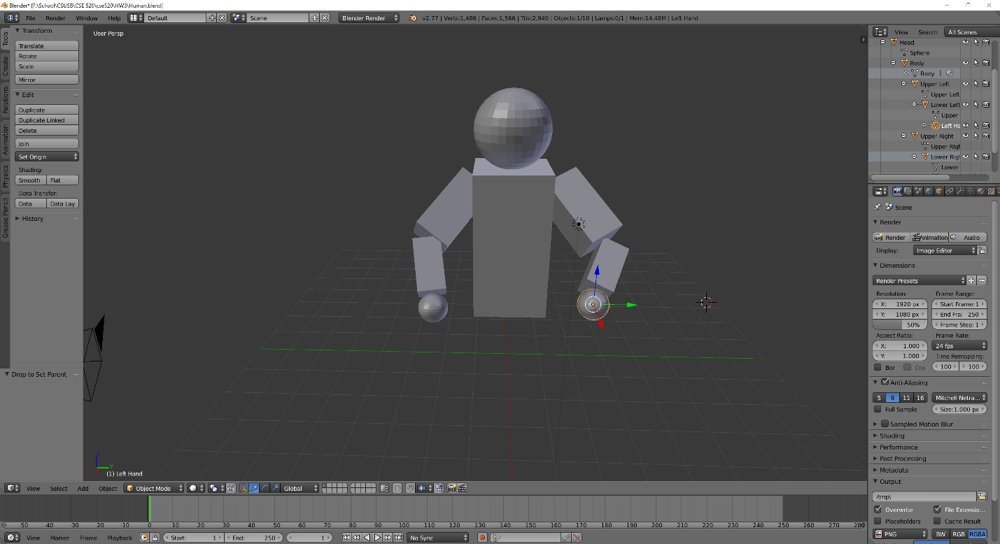 Blender* [F:\School\CSUSB\CSE 520\cse520\HW3\Human.blend]
File Render Window Help Default Scene Blender Render v2.77 | Verts:1,486 | Faces:1,566 | Tris:2,940 | Objects:1/10 | Lamps:0/1 | Mem:14.48M | Left Hand
Tools
Create
Relations
Animation
Physics
Grease Pencil
Transform
Translate
Rotate
Scale
Mirror
Edit
Duplicate
Duplicate Linked
Delete
Join
Set Origin
Shading:
Smooth Flat
Data Transfer:
Data Data Lay
History
Drop to Set Parent
User Persp
z
y
(1) Left Hand
View Search All Scenes
Head
Sphere
Body
Body
Upper Left
Upper Left
Lower Left
Upper
Left Ha
Upper Right
Upper Righ
Lower Righ
Lower
Scene
Render
Render Animation Audio
Display: Image Editor
Dimensions
Render Presets
Resolution: Frame Range:
X: 1920 px Start Frame: 1
Y: 1080 px End Fra: 250
50% Frame Step: 1
Aspect Ratio: Frame Rate:
X: 1.000 24 fps
Y: 1.000 Time Remapping:
Bor Cro 100 100
Anti-Aliasing
5 8 11 16 Mitchell-Netra...
Full Sample Size: 1.000 px
Sampled Motion Blur
Shading
Performance
Post Processing
Metadata
Output
/tmp\
Overwrite File Extensio...
Placeholders Cache Result
PNG BW RGB RGBA
View Select Add Object Object Mode Global
-50 -40 -30 -20 -10 0 10 20 30 40 50 60 70 80 90 100 110 120 130 140 150 160 170 180 190 200 210 220 230 240 250 260 270 280
View Marker Frame Playback Start: 1 End: 250 1 No Sync